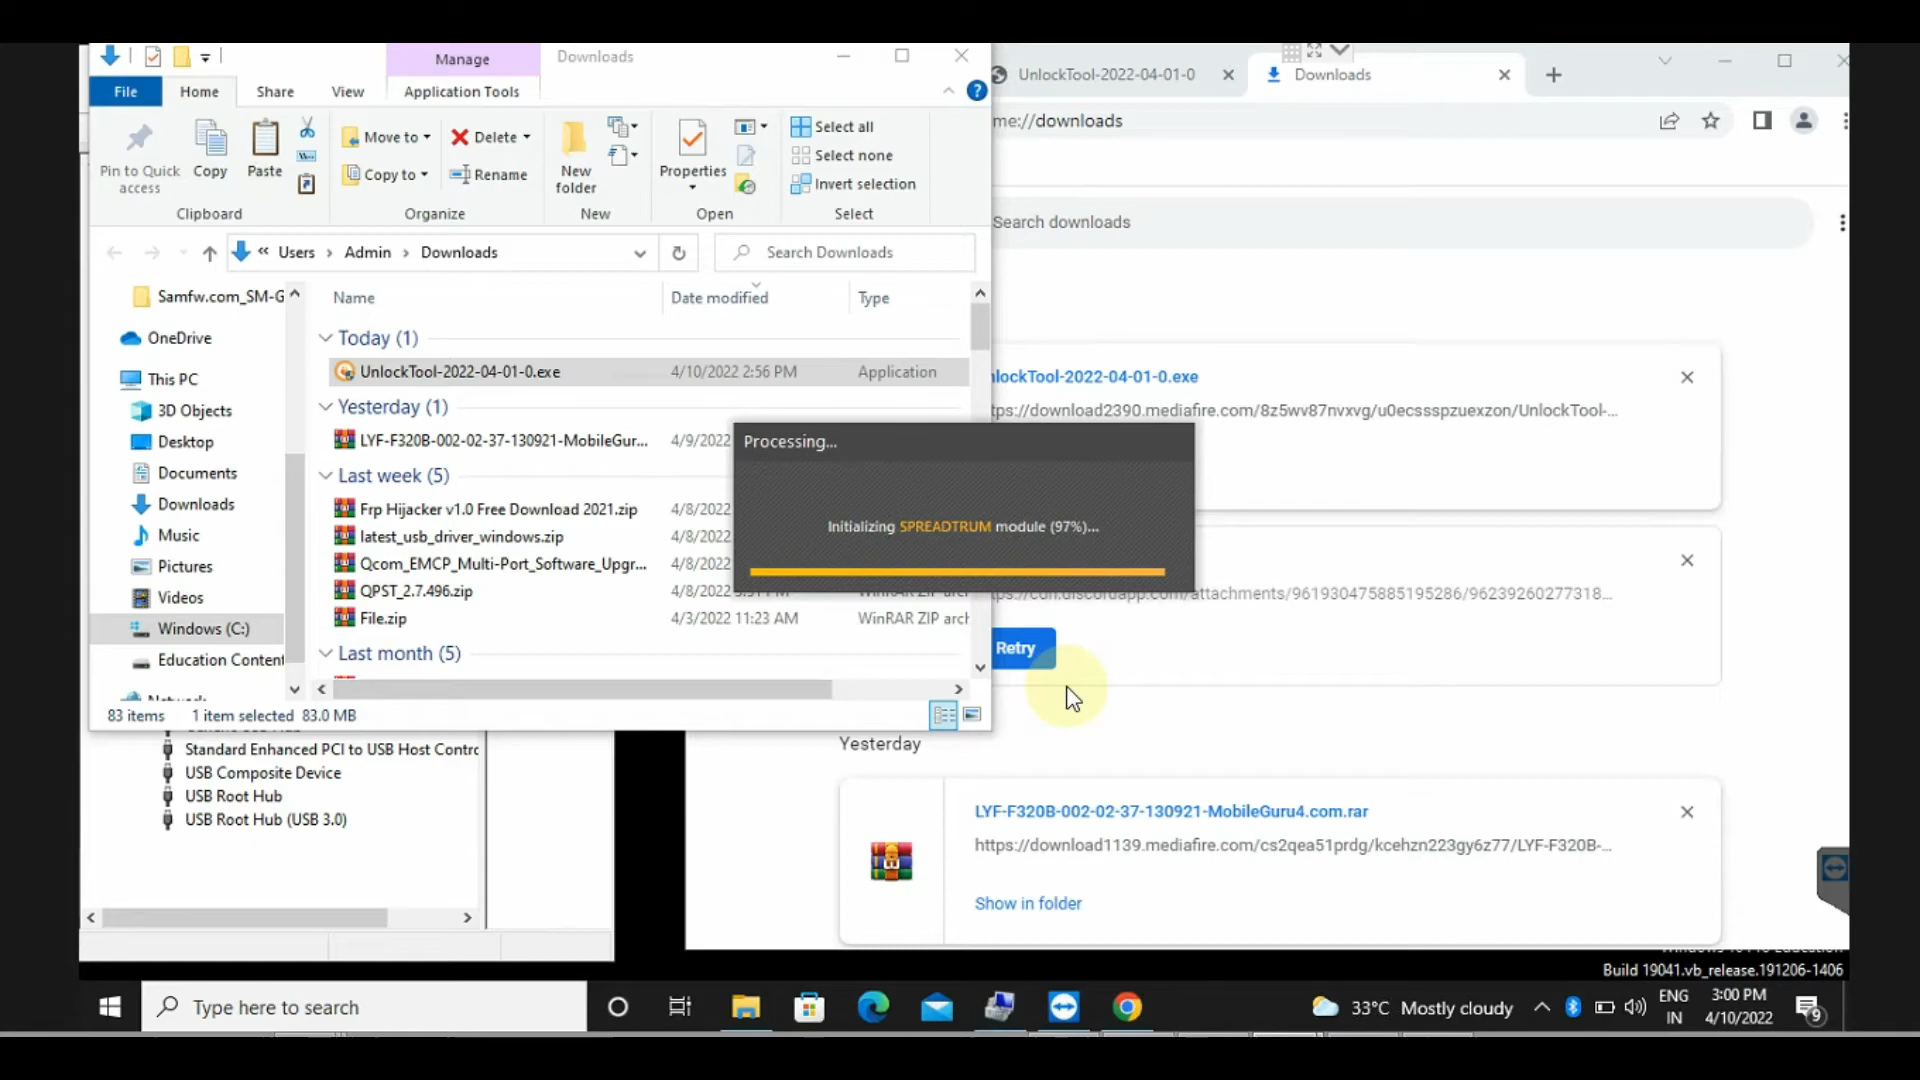 Manage
Downloads
File
Home
Share
View
Application Tools
Pin to Quick
access
Copy
Paste
Move to
Copy to
Delete
Rename
New
folder
Properties
Select all
Select none
Invert selection
Clipboard
Organize
New
Open
Select
« Users › Admin › Downloads
Search Downloads
Name
Date modified
Type
Samfw.com_SM-G
OneDrive
This PC
3D Objects
Desktop
Documents
Downloads
Music
Pictures
Videos
Windows (C:)
Education Content
Today (1)
UnlockTool-2022-04-01-0.exe 4/10/2022 2:56 PM Application
Yesterday (1)
LYF-F320B-002-02-37-130921-MobileGur... 4/9/2022
Last week (5)
Frp Hijacker v1.0 Free Download 2021.zip 4/8/2022
latest_usb_driver_windows.zip 4/8/2022
Qcom_EMCP_Multi-Port_Software_Upgr... 4/8/2022
QPST_2.7.496.zip 4/8/2022
File.zip 4/3/2022 11:23 AM WinRAR ZIP arch
Last month (5)
83 items 1 item selected 83.0 MB
Standard Enhanced PCI to USB Host Contro
USB Composite Device
USB Root Hub
USB Root Hub (USB 3.0)
Processing...
Initializing SPREADTRUM module (97%)...
UnlockTool-2022-04-01-0
Downloads
me://downloads
Search downloads
nlockTool-2022-04-01-0.exe
tps://download2390.mediafire.com/8z5wv87nvxvg/u0ecssspzuexzon/UnlockTool-...
tps://cdn.discordapp.com/attachments/961930475885195286/96239260277318...
Retry
Yesterday
LYF-F320B-002-02-37-130921-MobileGuru4.com.rar
https://download1139.mediafire.com/cs2qea51prdg/kcehzn223gy6z77/LYF-F320B-...
Show in folder
Build 19041.vb_release.191206-1406
Type here to search
33°C Mostly cloudy
ENG
IN
3:00 PM
4/10/2022
9